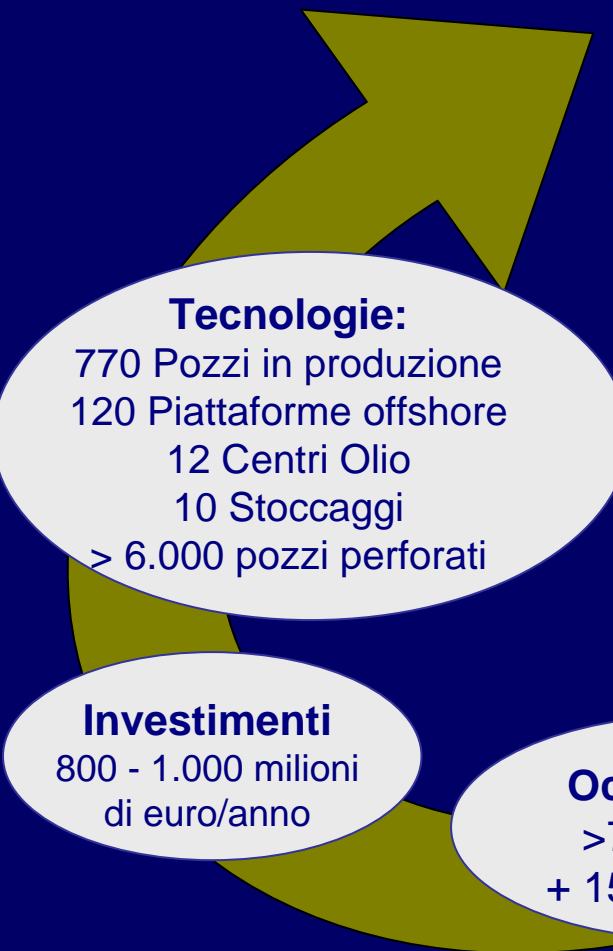 Tecnologie:
770 Pozzi in produzione
120 Piattaforme offshore
12 Centri Olio
10 Stoccaggi
> 6.000 pozzi perforati
Investimenti
800 - 1.000 milioni
di euro/anno